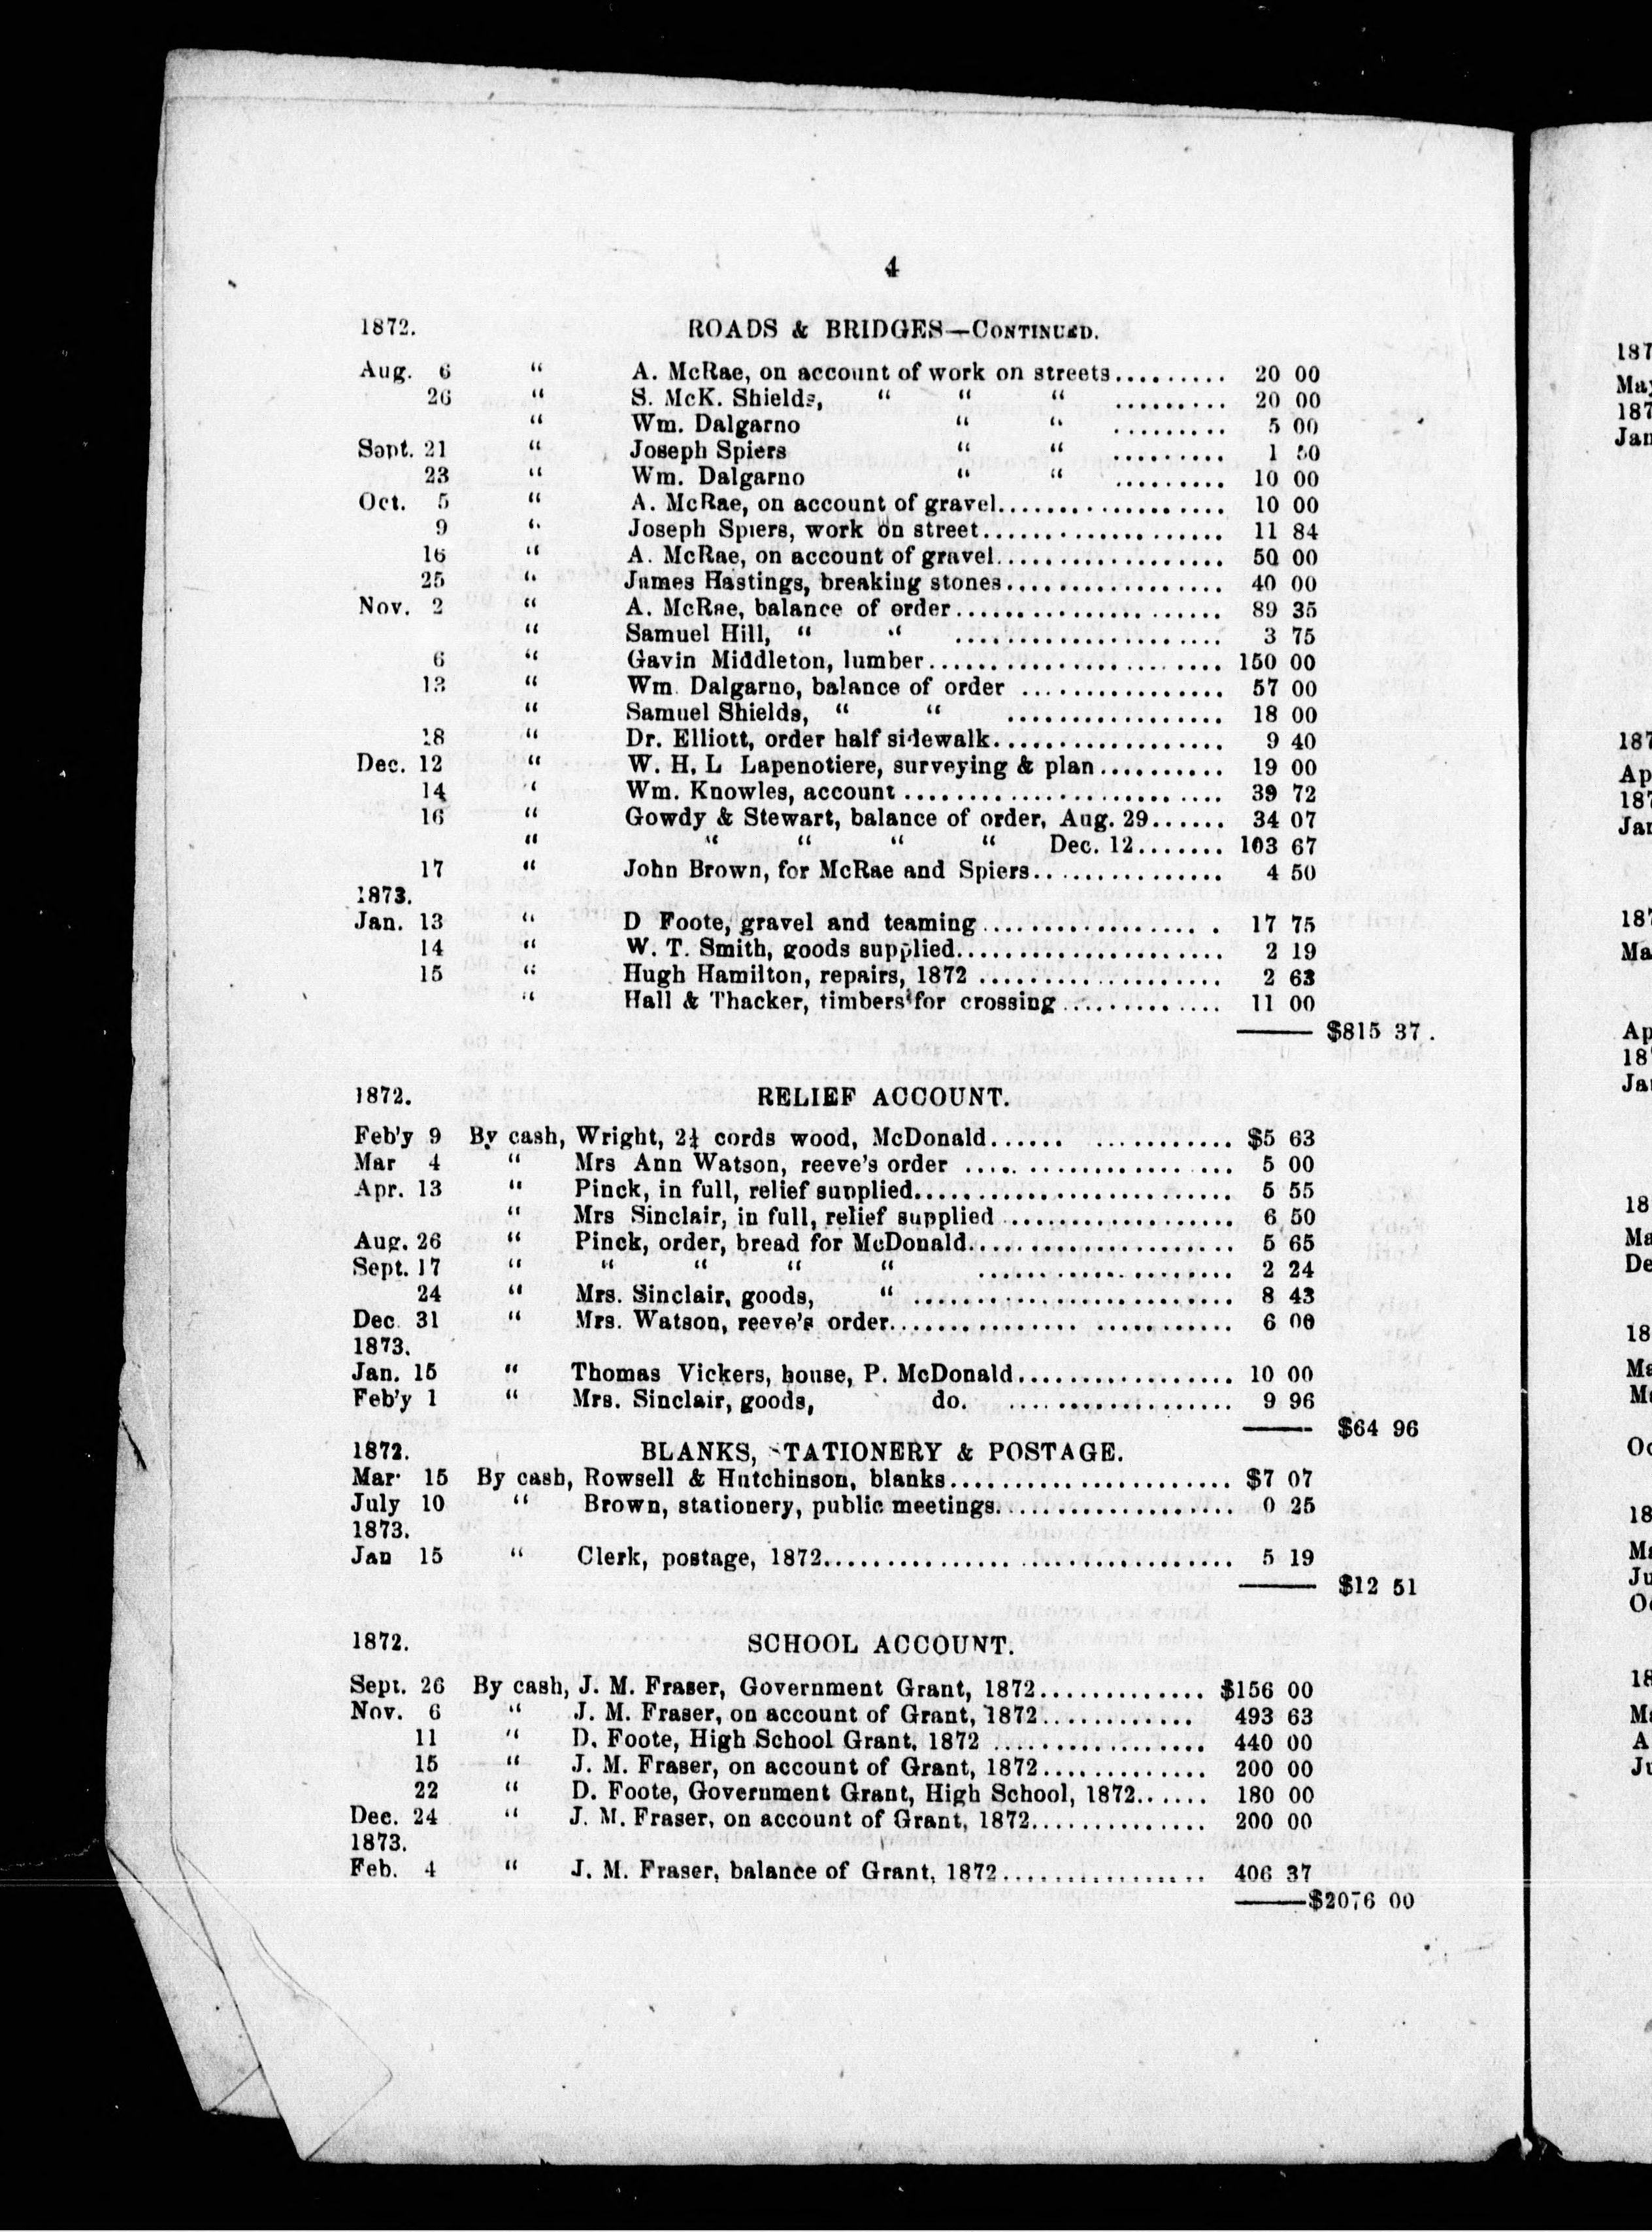 4
1872. ROADS & BRIDGES—CONTINUED.
Aug. 6 “ A. McRae, on account of work on streets......... 20 00
26 “ S. McK. Shields, “ “ “ ......... 20 00
“ Wm. Dalgarno “ “ ......... 5 00
Sept. 21 “ Joseph Spiers “ “ ......... 1 50
23 “ Wm. Dalgarno “ “ ......... 10 00
Oct. 5 “ A. McRae, on account of gravel.................. 10 00
9 “ Joseph Spiers, work on street................... 11 84
16 “ A. McRae, on account of gravel.................. 50 00
25 “ James Hastings, breaking stones................. 40 00
Nov. 2 “ A. McRae, balance of order...................... 89 35
“ Samuel Hill, “ “ ...................... 3 75
6 “ Gavin Middleton, lumber........................ 150 00
13 “ Wm. Dalgarno, balance of order ................ 57 00
“ Samuel Shields, “ “ ................. 18 00
18 “ Dr. Elliott, order half sidewalk.................. 9 40
Dec. 12 “ W. H. L Lapenotiere, surveying & plan.......... 19 00
14 “ Wm. Knowles, account ......................... 39 72
16 “ Gowdy & Stewart, balance of order, Aug. 29...... 34 07
“ “ “ “ “ Dec. 12....... 103 67
17 “ John Brown, for McRae and Spiers............... 4 50
1873.
Jan. 13 “ D Foote, gravel and teaming................. . 17 75
14 “ W. T. Smith, goods supplied..................... 2 19
15 “ Hugh Hamilton, repairs, 1872 ................... 2 63
“ Hall & Thacker, timbers for crossing ............. 11 00
—— $815 37.
1872. RELIEF ACCOUNT.
Feb'y 9 By cash, Wright, 2½ cords wood, McDonald...... ............ $5 63
Mar 4 “ Mrs Ann Watson, reeve's order ..... ................ 5 00
Apr. 13 “ Pinck, in full, relief supplied......................... 5 55
“ Mrs Sinclair, in full, relief supplied .................. 6 50
Aug. 26 “ Pinck, order, bread for McDonald.................... 5 65
Sept. 17 “ “ “ “ “ ...................... 2 24
24 “ Mrs. Sinclair, goods, “ ......................... 8 43
Dec. 31 “ Mrs. Watson, reeve's order........................... 6 00
1873.
Jan. 15 “ Thomas Vickers, house, P. McDonald................. 10 00
Feb'y 1 “ Mrs. Sinclair, goods, do. .................. 9 96
—— $64 96
1872. BLANKS, STATIONERY & POSTAGE.
Mar. 15 By cash, Rowsell & Hutchinson, blanks...................... $7 07
July 10 “ Brown, stationery, public meetings................... 0 25
1873.
Jan 15 “ Clerk, postage, 1872................................ 5 19
—— $12 51
1872. SCHOOL ACCOUNT.
Sept. 26 By cash, J. M. Fraser, Government Grant, 1872............. $156 00
Nov. 6 “ J. M. Fraser, on account of Grant, 1872............ 493 63
11 “ D. Foote, High School Grant, 1872 ................. 440 00
15 “ J. M. Fraser, on account of Grant, 1872............. 200 00
22 “ D. Foote, Government Grant, High School, 1872...... 180 00
Dec. 24 “ J. M. Fraser, on account of Grant, 1872.............. 200 00
1873.
Feb. 4 “ J. M. Fraser, balance of Grant, 1872................ 406 37
——$2076 00